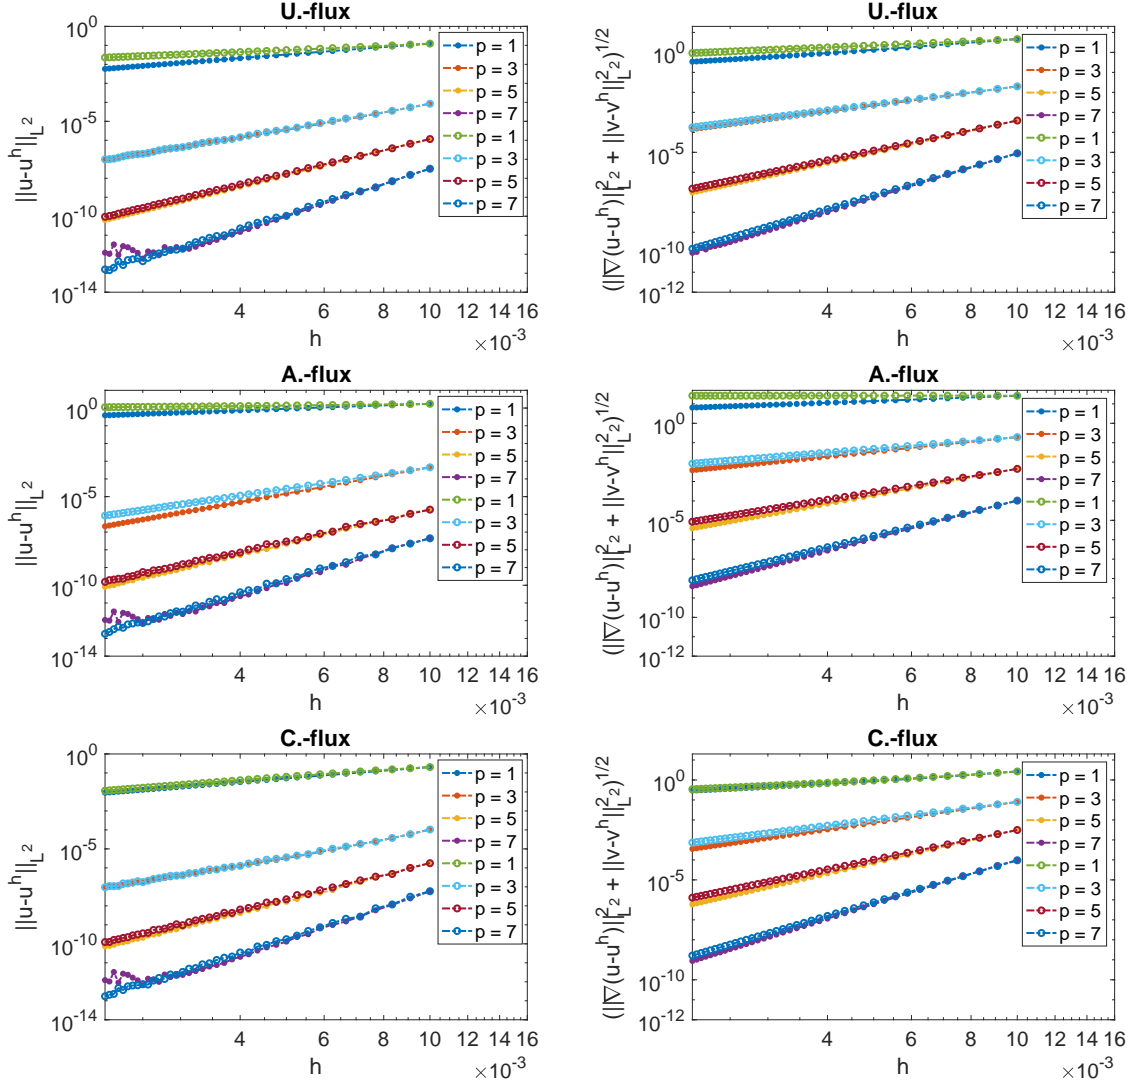 U.-flux
||u-u^h||_L^2
10^0
10^-5
10^-10
10^-14
p = 1
p = 3
p = 5
p = 7
p = 1
p = 3
p = 5
p = 7
4 6 8 10 12 14 16
×10^-3
h
U.-flux
(||∇(u-u^h)||^2_L^2 + ||v-v^h||^2_L^2)^1/2
10^0
10^-5
10^-10
10^-12
p = 1
p = 3
p = 5
p = 7
p = 1
p = 3
p = 5
p = 7
4 6 8 10 12 14 16
×10^-3
h
A.-flux
||u-u^h||_L^2
10^0
10^-5
10^-10
10^-14
p = 1
p = 3
p = 5
p = 7
p = 1
p = 3
p = 5
p = 7
4 6 8 10 12 14 16
×10^-3
h
A.-flux
(||∇(u-u^h)||^2_L^2 + ||v-v^h||^2_L^2)^1/2
10^0
10^-5
10^-10
10^-12
p = 1
p = 3
p = 5
p = 7
p = 1
p = 3
p = 5
p = 7
4 6 8 10 12 14 16
×10^-3
h
C.-flux
||u-u^h||_L^2
10^0
10^-5
10^-10
10^-14
p = 1
p = 3
p = 5
p = 7
p = 1
p = 3
p = 5
p = 7
4 6 8 10 12 14 16
×10^-3
h
C.-flux
(||∇(u-u^h)||^2_L^2 + ||v-v^h||^2_L^2)^1/2
10^0
10^-5
10^-10
10^-12
p = 1
p = 3
p = 5
p = 7
p = 1
p = 3
p = 5
p = 7
4 6 8 10 12 14 16
×10^-3
h